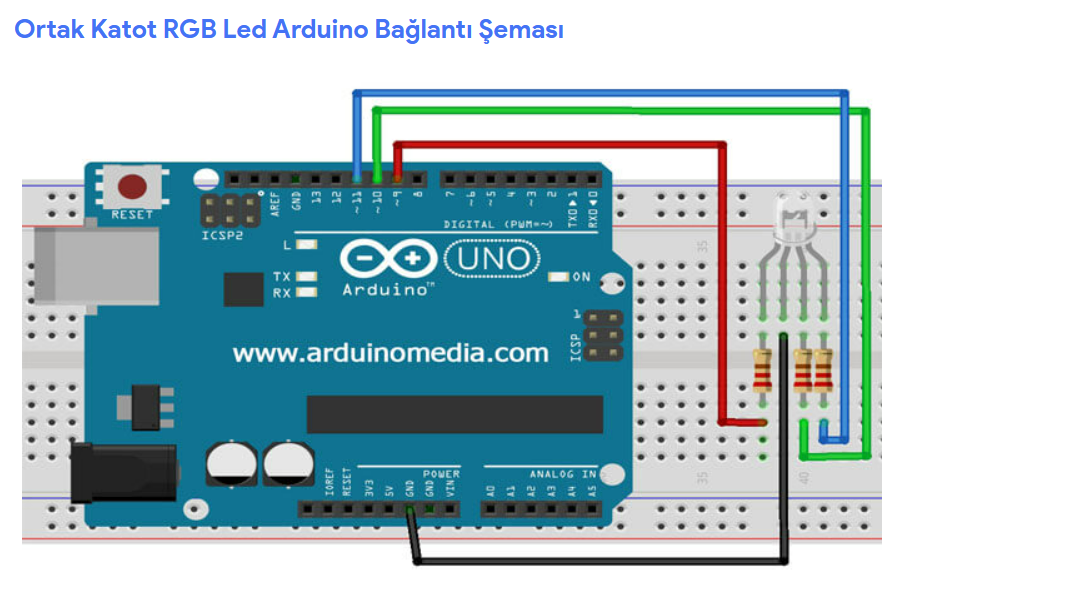 Ortak Katot RGB Led Arduino Bağlantı Şeması
RESET
ICSP2
AREF
GND
13
12
~11
~10
~9
8
7
~6
~5
4
~3
2
TX0▶1
RX0◀0
DIGITAL (PWM=~)
L
TX
RX
UNO
Arduino™
ON
1
ICSP
www.arduinomedia.com
35
POWER
ANALOG IN
IOREF
RESET
3V3
5V
GND
GND
VIN
A0
A1
A2
A3
A4
A5
35
40